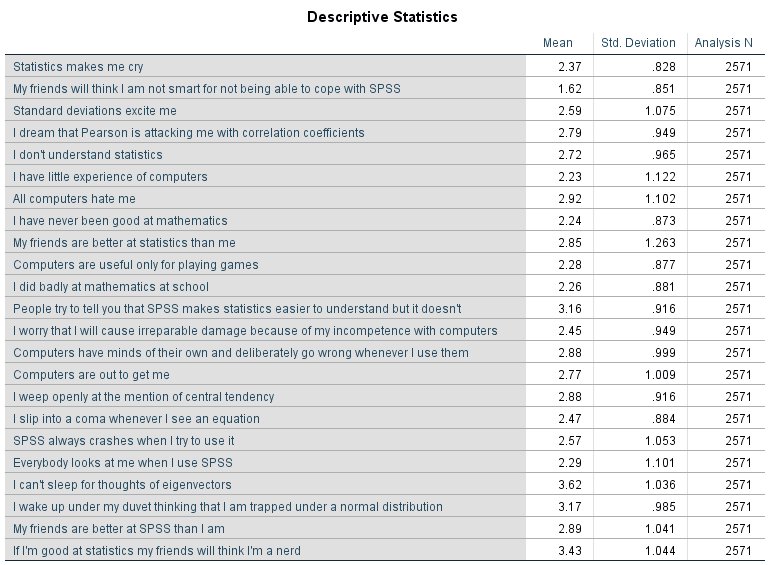 Descriptive Statistics
Mean Std. Deviation Analysis N
Statistics makes me cry 2.37 .828 2571
My friends will think I am not smart for not being able to cope with SPSS 1.62 .851 2571
Standard deviations excite me 2.59 1.075 2571
I dream that Pearson is attacking me with correlation coefficients 2.79 .949 2571
I don't understand statistics 2.72 .965 2571
I have little experience of computers 2.23 1.122 2571
All computers hate me 2.92 1.102 2571
I have never been good at mathematics 2.24 .873 2571
My friends are better at statistics than me 2.85 1.263 2571
Computers are useful only for playing games 2.28 .877 2571
I did badly at mathematics at school 2.26 .881 2571
People try to tell you that SPSS makes statistics easier to understand but it doesn't 3.16 .916 2571
I worry that I will cause irreparable damage because of my incompetence with computers 2.45 .949 2571
Computers have minds of their own and deliberately go wrong whenever I use them 2.88 .999 2571
Computers are out to get me 2.77 1.009 2571
I weep openly at the mention of central tendency 2.88 .916 2571
I slip into a coma whenever I see an equation 2.47 .884 2571
SPSS always crashes when I try to use it 2.57 1.053 2571
Everybody looks at me when I use SPSS 2.29 1.101 2571
I can't sleep for thoughts of eigenvectors 3.62 1.036 2571
I wake up under my duvet thinking that I am trapped under a normal distribution 3.17 .985 2571
My friends are better at SPSS than I am 2.89 1.041 2571
If I'm good at statistics my friends will think I'm a nerd 3.43 1.044 2571